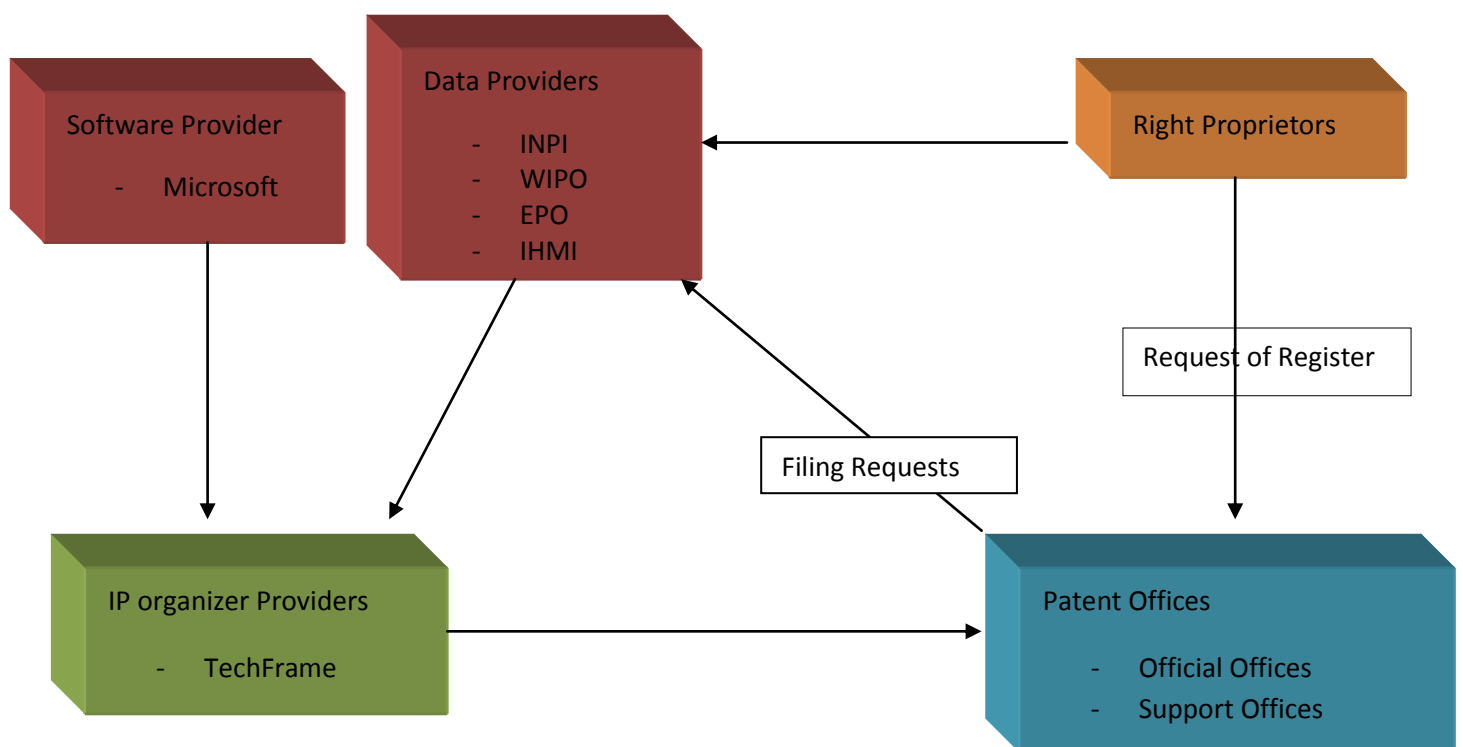 Software Provider
- Microsoft
Data Providers
- INPI
- WIPO
- EPO
- IHMI
Right Proprietors
Request of Register
Filing Requests
IP organizer Providers
- TechFrame
Patent Offices
- Official Offices
- Support Offices